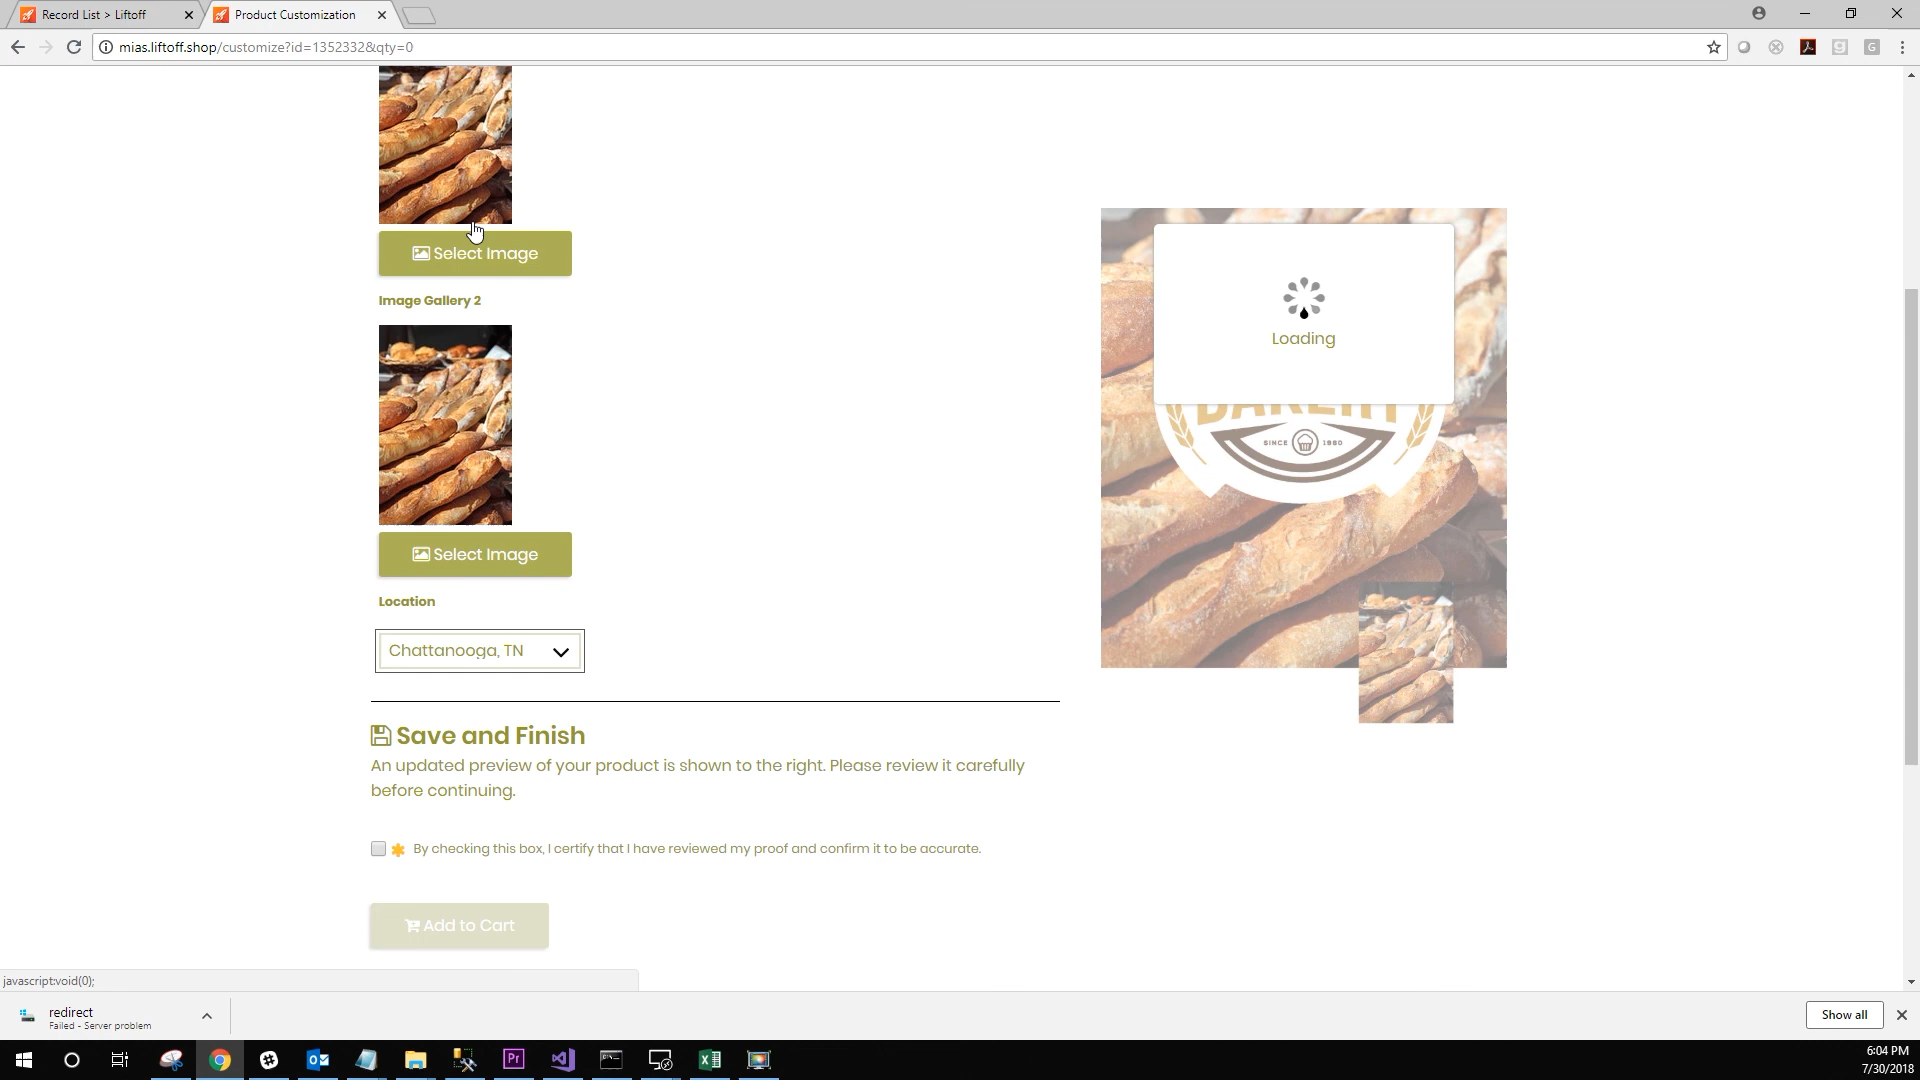 Record List > Liftoff
Product Customization
mias.liftoff.shop/customize?id=1352332&qty=0
Select Image
Image Gallery 2
Loading
BAKERY
SINCE 1980
Select Image
Location
Chattanooga, TN
Save and Finish
An updated preview of your product is shown to the right. Please review it carefully
before continuing.
By checking this box, I certify that I have reviewed my proof and confirm it to be accurate.
Add to Cart
javascript:void(0);
redirect
Failed - Server problem
Show all
6:04 PM
7/30/2018